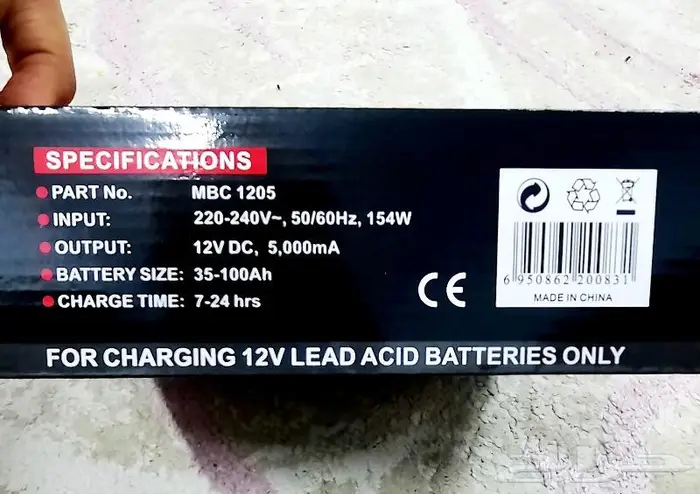 SPECIFICATIONS
PART No. MBC 1205
INPUT: 220-240V~, 50/60Hz, 154W
OUTPUT: 12V DC, 5,000mA
BATTERY SIZE: 35-100Ah
CHARGE TIME: 7-24 hrs
CE
6 950862 200831
MADE IN CHINA
FOR CHARGING 12V LEAD ACID BATTERIES ONLY
حراج